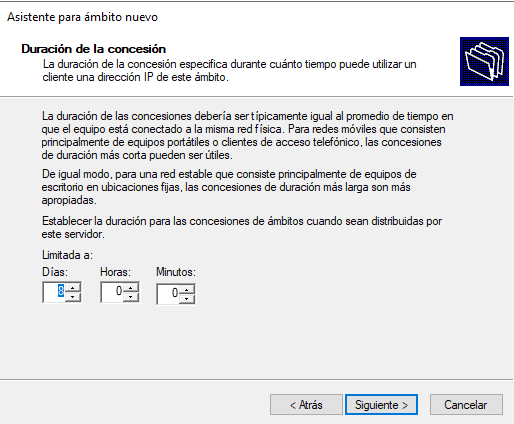 Asistente para ámbito nuevo
Duración de la concesión
La duración de la concesión especifica durante cuánto tiempo puede utilizar un
cliente una dirección IP de este ámbito.
La duración de las concesiones debería ser típicamente igual al promedio de tiempo en
que el equipo está conectado a la misma red física. Para redes móviles que consisten
principalmente de equipos portátiles o clientes de acceso telefónico, las concesiones
de duración más corta pueden ser útiles.
De igual modo, para una red estable que consiste principalmente de equipos de
escritorio en ubicaciones fijas, las concesiones de duración más larga son más
apropiadas.
Establecer la duración para las concesiones de ámbitos cuando sean distribuidas por
este servidor.
Limitada a:
Días: Horas: Minutos:
8 0 0
< Atrás Siguiente > Cancelar